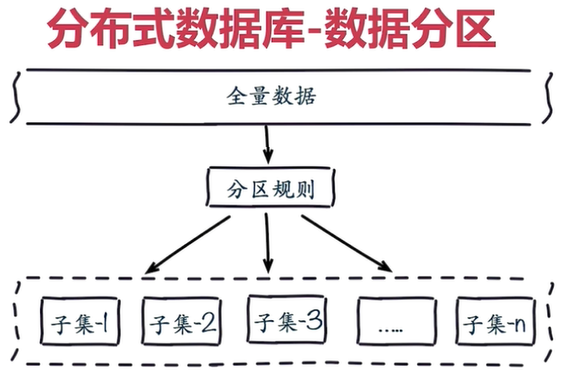 分布式数据库-数据分区
全量数据
分区规则
子集-1
子集-2
子集-3
.....
子集-n